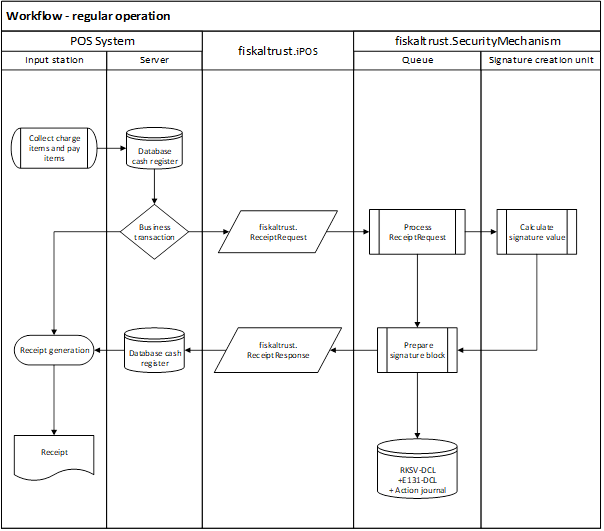 Workflow - regular operation
POS System
fiskaltrust.iPOS
fiskaltrust.SecurityMechanism
Input station
Server
Queue
Signature creation unit
Collect charge
items and pay
items
Database
cash register
Business
transaction
fiskaltrust.
ReceiptRequest
Process
ReceiptRequest
Calculate
signature value
Receipt generation
Database cash
register
fiskaltrust.
ReceiptResponse
Prepare
signature block
Receipt
RKSV-DCL
+E131-DCL
+ Action journal